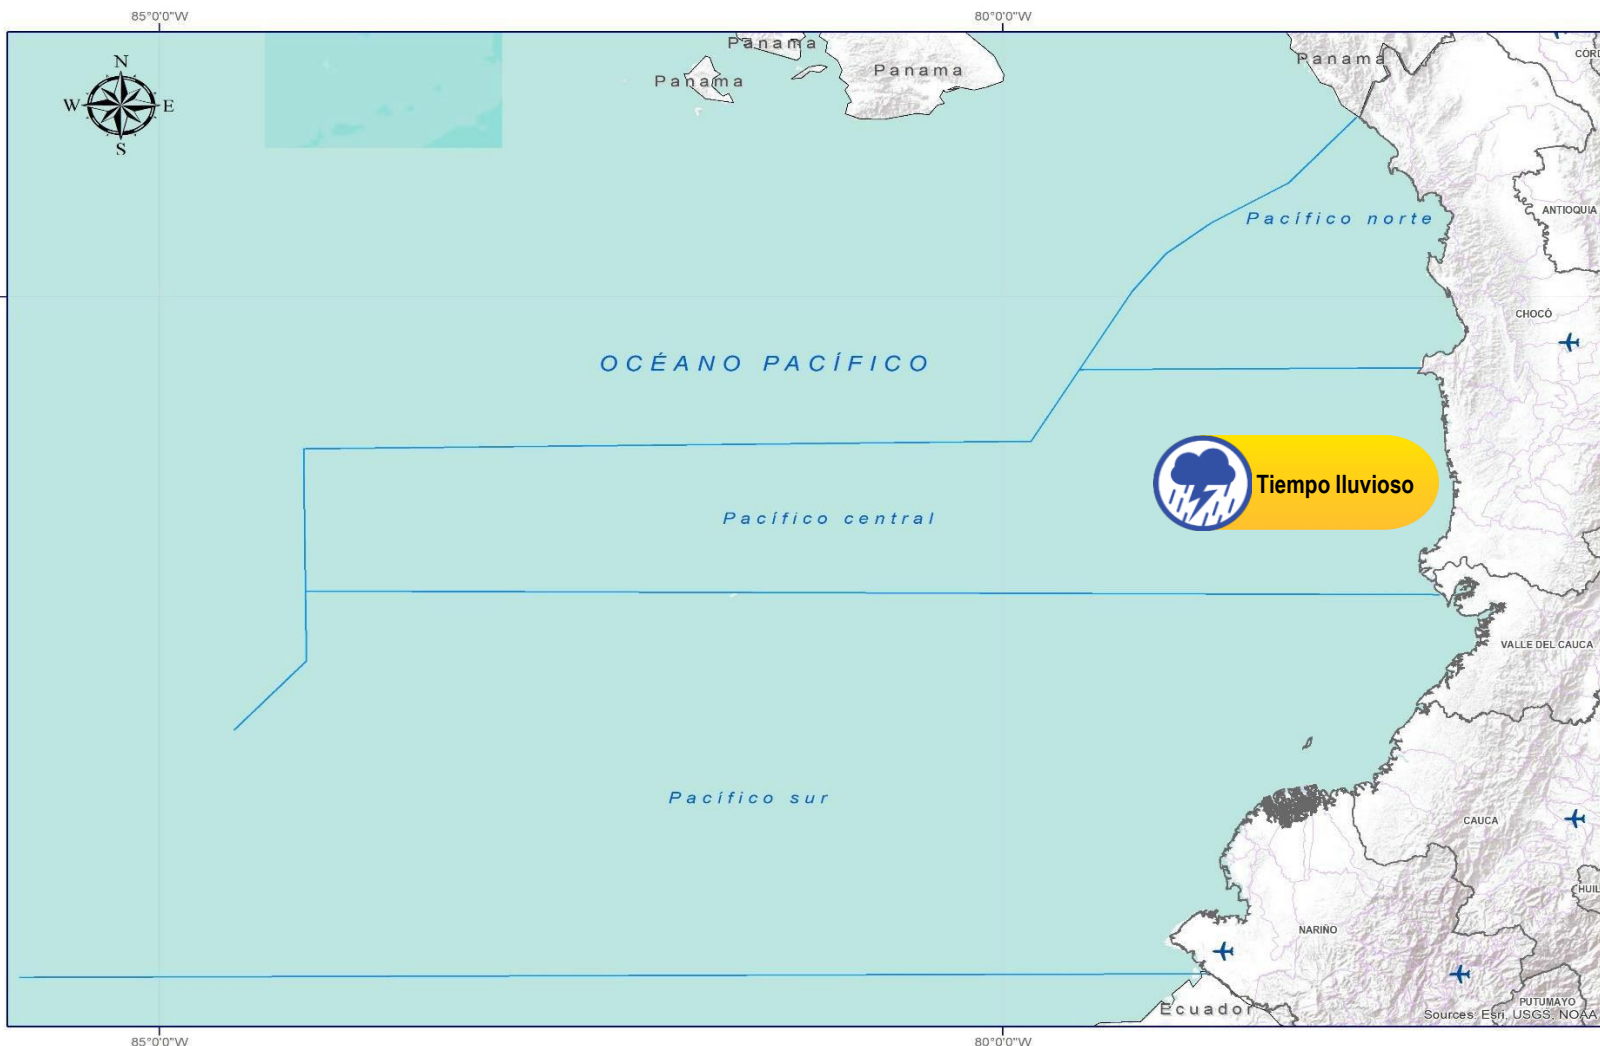 85°0'0"W
80°0'0"W
N
W
E
S
Panama
Panama
Panama
Panama
CÓRD
ANTIOQUIA
Pacífico norte
CHOCÓ
OCÉANO PACÍFICO
Tiempo lluvioso
Pacífico central
VALLE DEL CAUCA
Pacífico sur
CAUCA
HUIL
NARIÑO
PUTUMAYO
Ecuador
Sources: Esri, USGS, NOAA
85°0'0"W
80°0'0"W